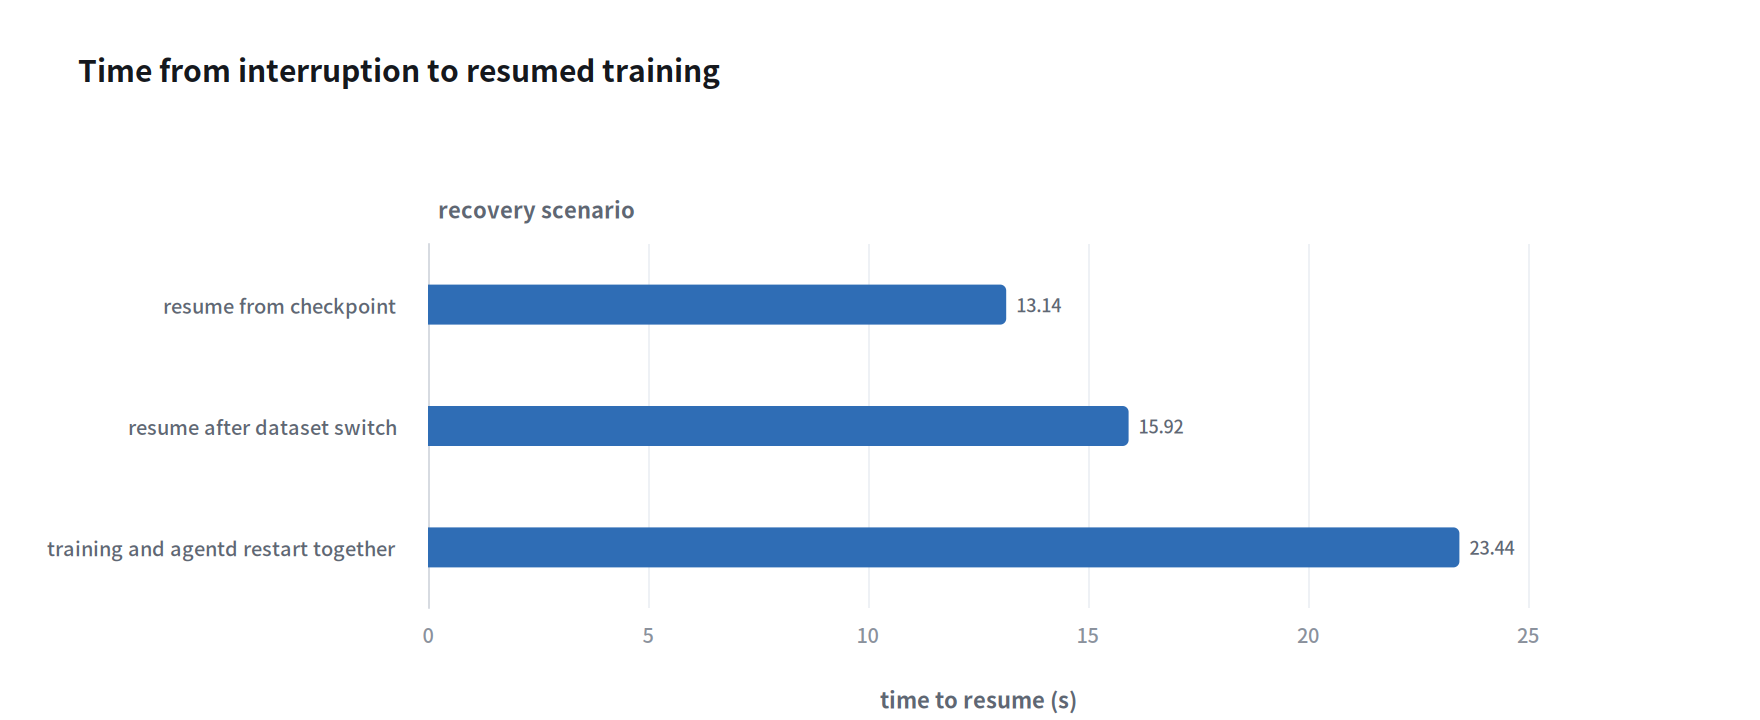 Time from interruption to resumed training
recovery scenario
resume from checkpoint
13.14
resume after dataset switch
15.92
training and agentd restart together
23.44
0 5 10 15 20 25
time to resume (s)